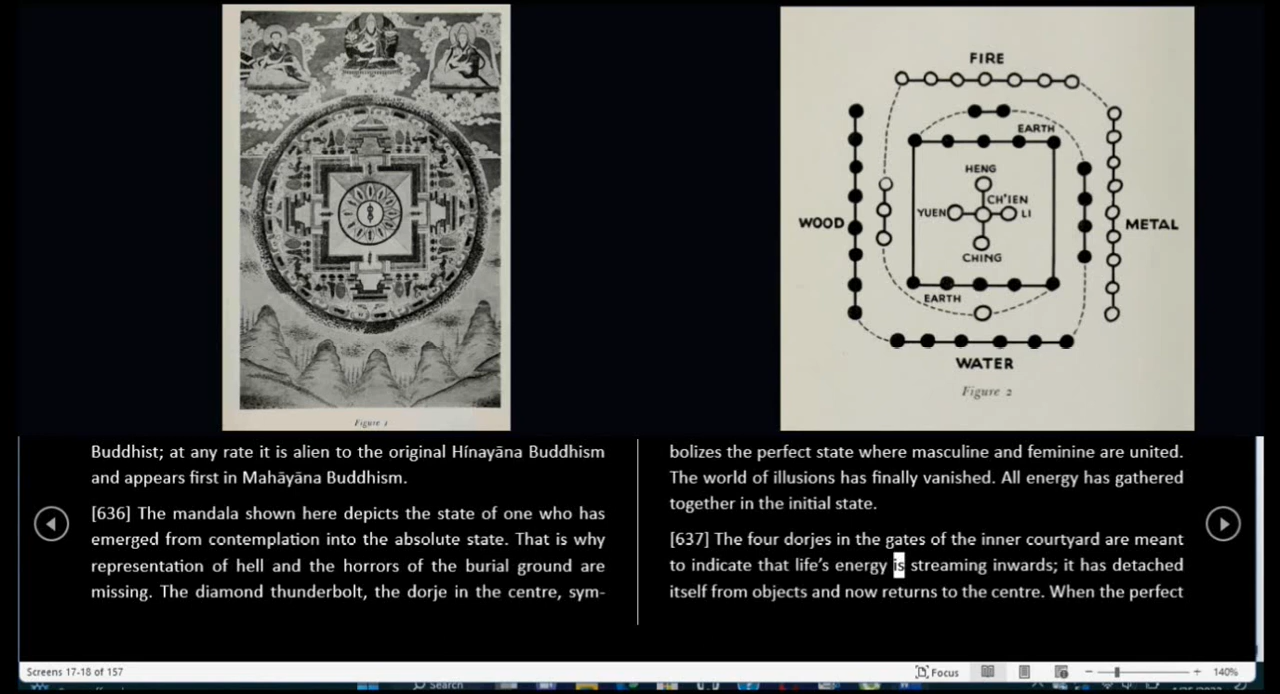 Figure 1
FIRE
EARTH
HENG
CH'IEN
YUEN
LI
WOOD
METAL
CHING
EARTH
WATER
Figure 2
Buddhist; at any rate it is alien to the original Hínayāna Buddhism
and appears first in Mahāyāna Buddhism.
[636] The mandala shown here depicts the state of one who has
emerged from contemplation into the absolute state. That is why
representation of hell and the horrors of the burial ground are
missing. The diamond thunderbolt, the dorje in the centre, sym-
bolizes the perfect state where masculine and feminine are united.
The world of illusions has finally vanished. All energy has gathered
together in the initial state.
[637] The four dorjes in the gates of the inner courtyard are meant
to indicate that life's energy is streaming inwards; it has detached
itself from objects and now returns to the centre. When the perfect
Screens 17-18 of 157
Focus
140%
Search